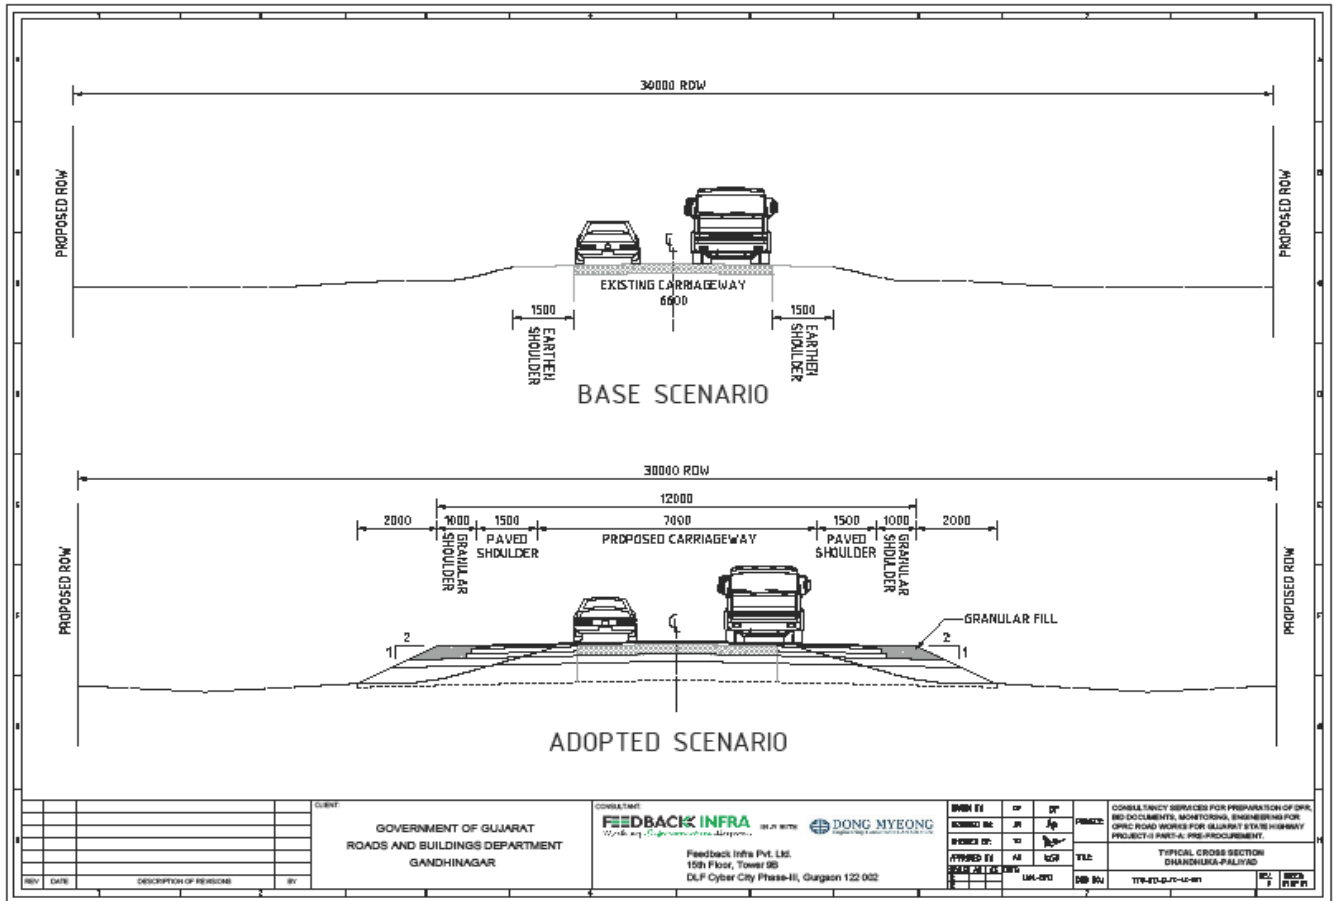 30000 ROW
PROPOSED ROW
PROPOSED ROW
EXISTING CARRIAGEWAY
6600
1500
1500
EARTHEN
SHOULDER
EARTHEN
SHOULDER
BASE SCENARIO
30000 ROW
12000
2000
1000
1500
7000
1500
1000
2000
GRANULAR
SHOULDER
PAVED
SHOULDER
PROPOSED CARRIAGEWAY
PAVED
SHOULDER
GRANULAR
SHOULDER
PROPOSED ROW
PROPOSED ROW
GRANULAR FILL
2
1
2
1
ADOPTED SCENARIO
REV
DATE
DESCRIPTION OF REVISIONS
BY
CLIENT:
GOVERNMENT OF GUJARAT
ROADS AND BUILDINGS DEPARTMENT
GANDHINAGAR
CONSULTANT:
FEEDBACK INFRA
DONG MYEONG
Feedback Infra Pvt. Ltd.
15th Floor, Tower 9B
DLF Cyber City Phase-III, Gurgaon 122 002
CONSULTANCY SERVICES FOR PREPARATION OF DPR,
BID DOCUMENTS, MONITORING, ENGINEERING FOR
OPRC ROAD WORKS FOR GUJARAT STATE HIGHWAY
PROJECT-II PART-A: PRE-PROCUREMENT.
TITLE
TYPICAL CROSS SECTION
DHANDHUKA-PALIYAD